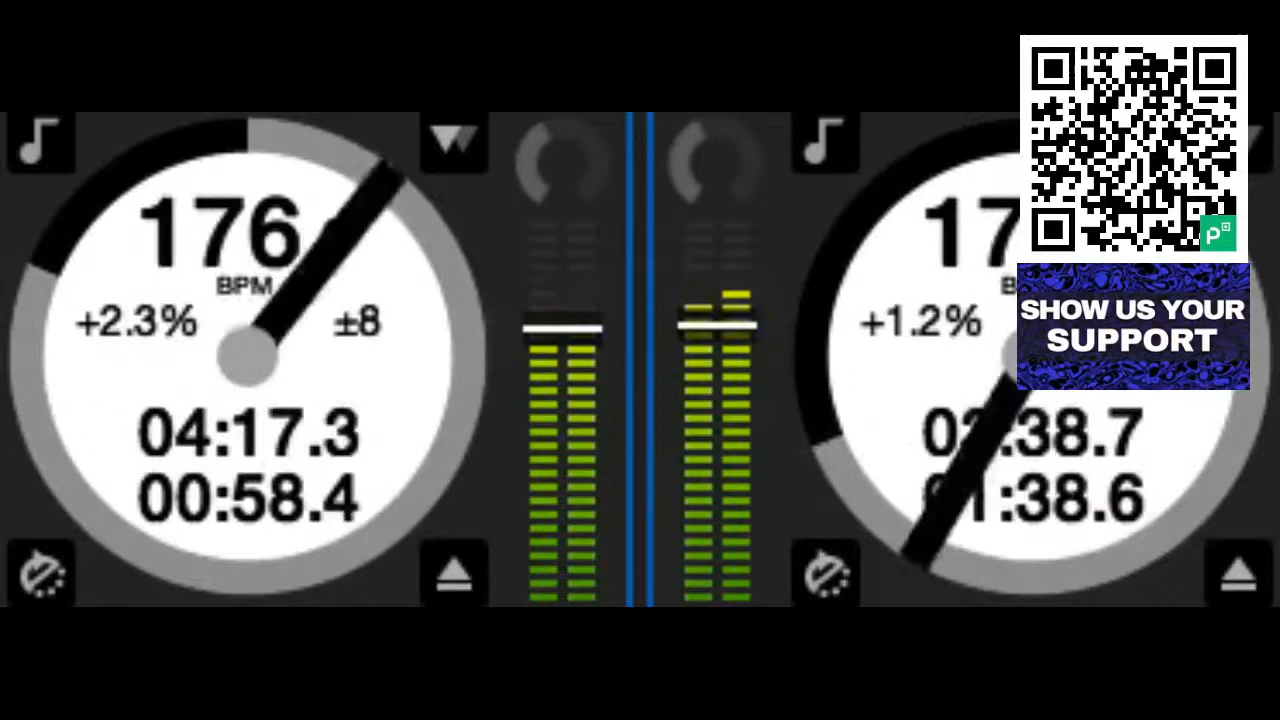 176
BPM
+2.3%
±8
04:17.3
00:58.4
17
+1.2%
:38.7
1:38.6
P
SHOW US YOUR
SUPPORT